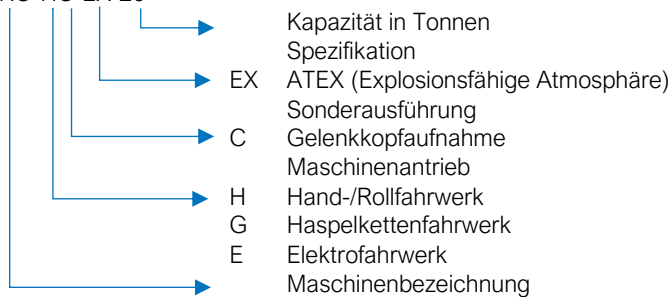 Kapazität in Tonnen
Spezifikation
EX ATEX (Explosionsfähige Atmosphäre)
Sonderausführung
C Gelenkkopfaufnahme
Maschinenantrieb
H Hand-/Rollfahrwerk
G Haspelkettenfahrwerk
E Elektrofahrwerk
Maschinenbezeichnung